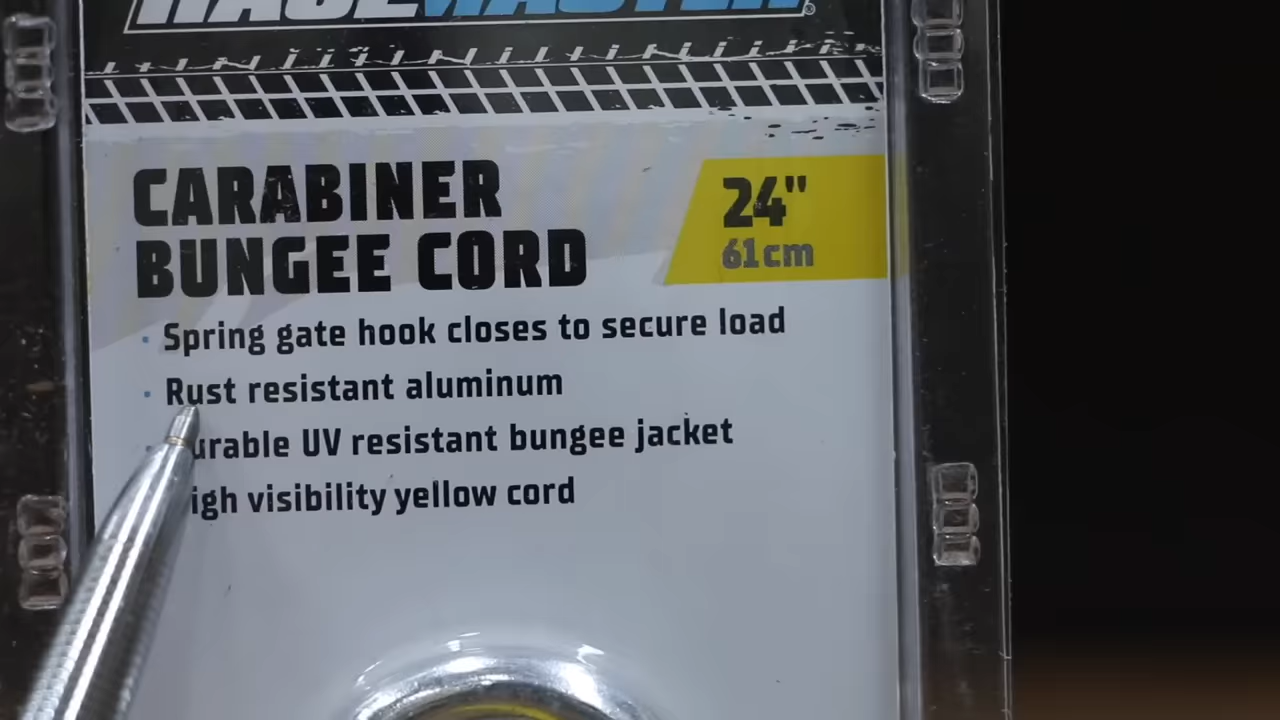 CARABINER
BUNGEE CORD
24"
61cm
· Spring gate hook closes to secure load
· Rust resistant aluminum
urable UV resistant bungee jacket
igh visibility yellow cord